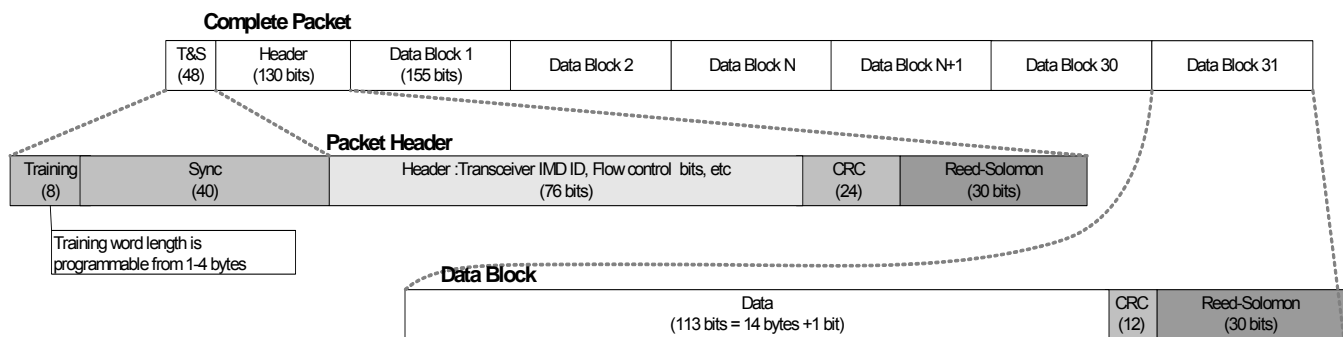 Complete Packet
T&S
(48)
Header
(130 bits)
Data Block 1
(155 bits)
Data Block 2
Data Block N
Data Block N+1
Data Block 30
Data Block 31
Packet Header
Training
(8)
Sync
(40)
Header :Transceiver IMD ID, Flow control bits, etc
(76 bits)
CRC
(24)
Reed-Solomon
(30 bits)
Training word length is
programmable from 1-4 bytes
Data Block
Data
(113 bits = 14 bytes +1 bit)
CRC
(12)
Reed-Solomon
(30 bits)